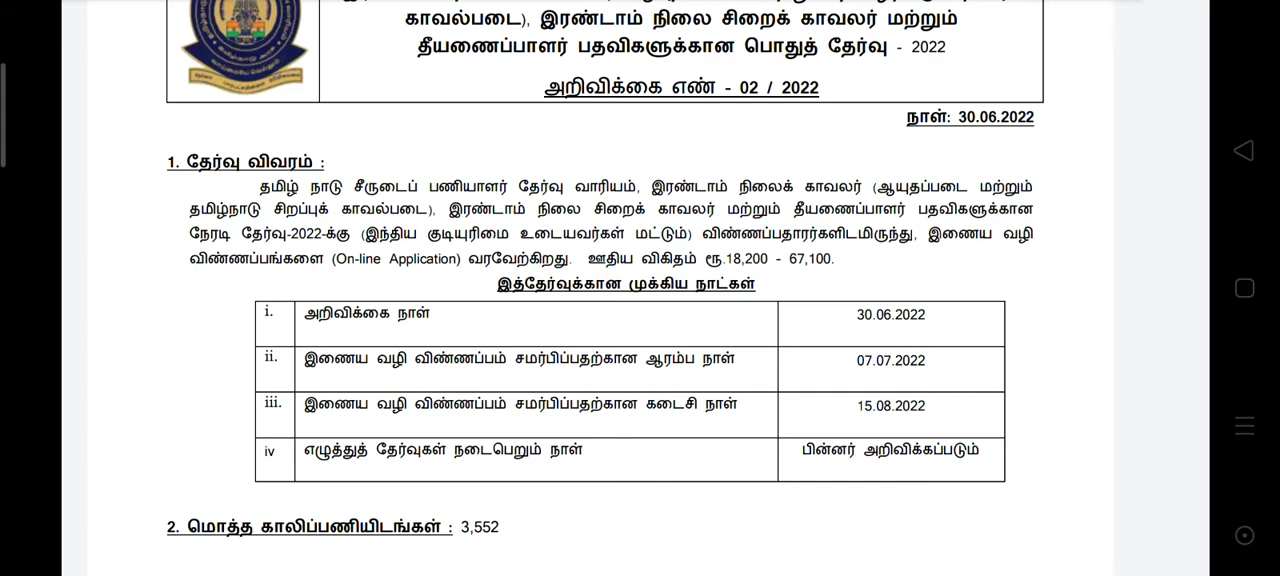 காவல்படை), இரண்டாம் நிலை சிறைக் காவலர் மற்றும்
தீயணைப்பாளர் பதவிகளுக்கான பொதுத் தேர்வு - 2022
அறிவிக்கை எண் - 02 / 2022
நாள்: 30.06.2022
1. தேர்வு விவரம் :
தமிழ் நாடு சீருடைப் பணியாளர் தேர்வு வாரியம், இரண்டாம் நிலைக் காவலர் (ஆயுதப்படை மற்றும்
தமிழ்நாடு சிறப்புக் காவல்படை), இரண்டாம் நிலை சிறைக் காவலர் மற்றும் தீயணைப்பாளர் பதவிகளுக்கான
நேரடி தேர்வு-2022-க்கு (இந்திய குடியுரிமை உடையவர்கள் மட்டும்) விண்ணப்பதாரர்களிடமிருந்து, இணைய வழி
விண்ணப்பங்களை (On-line Application) வரவேற்கிறது. ஊதிய விகிதம் ரூ.18,200 - 67,100.
இத்தேர்வுக்கான முக்கிய நாட்கள்
i. அறிவிக்கை நாள் 30.06.2022
ii. இணைய வழி விண்ணப்பம் சமர்பிப்பதற்கான ஆரம்ப நாள் 07.07.2022
iii. இணைய வழி விண்ணப்பம் சமர்பிப்பதற்கான கடைசி நாள் 15.08.2022
iv எழுத்துத் தேர்வுகள் நடைபெறும் நாள் பின்னர் அறிவிக்கப்படும்
2. மொத்த காலிப்பணியிடங்கள் : 3,552